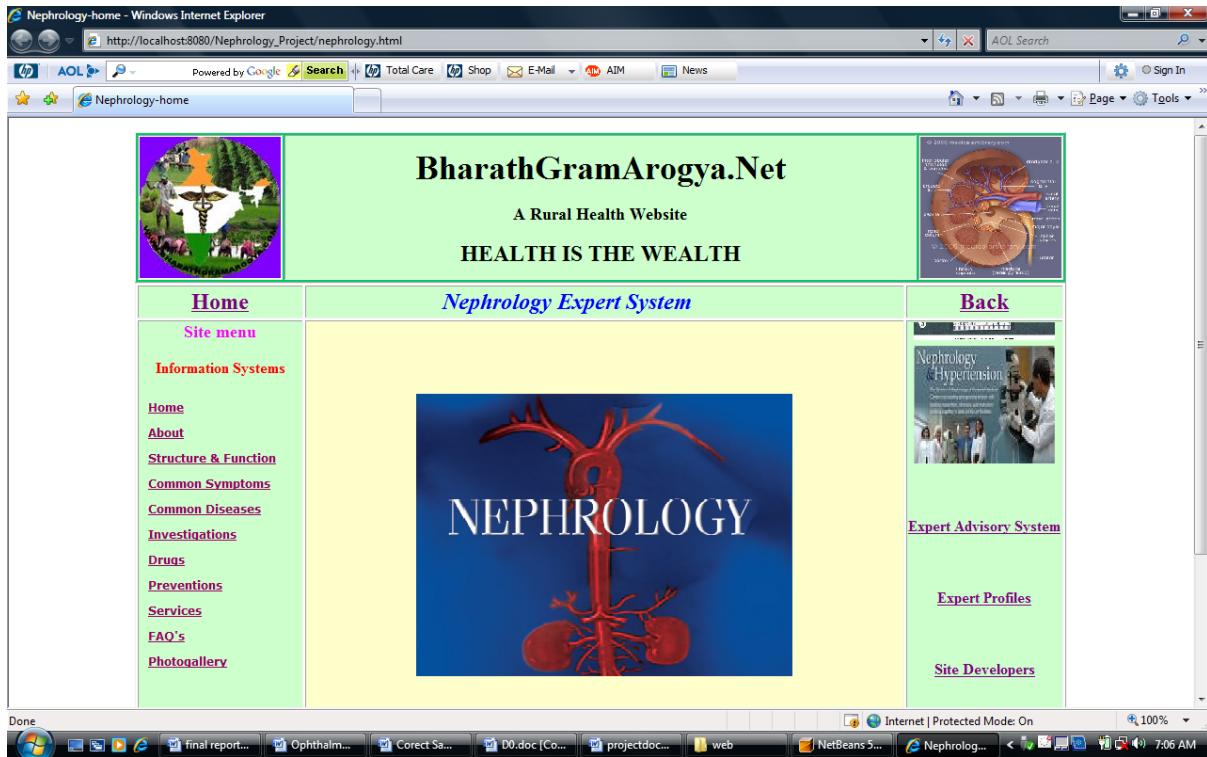 Nephrology-home - Windows Internet Explorer
http://localhost:8080/Nephrology_Project/nephrology.html
AOL Search
AOL Powered by Google Search Total Care Shop E-Mail AIM News Sign In
Nephrology-home Page Tools
BharathGramArogya.Net
A Rural Health Website
HEALTH IS THE WEALTH
Home Nephrology Expert System Back
Site menu
Information Systems
Home
About
Structure & Function
Common Symptoms
Common Diseases
Investigations
Drugs
Preventions
Services
FAQ's
Photogallery
NEPHROLOGY
Nephrology
&Hypertension
Expert Advisory System
Expert Profiles
Site Developers
Done Internet | Protected Mode: On 100%
final report... Ophthalm... Corect Sa... D0.doc [Co... projectdoc... web NetBeans 5... Nephrolog... 7:06 AM